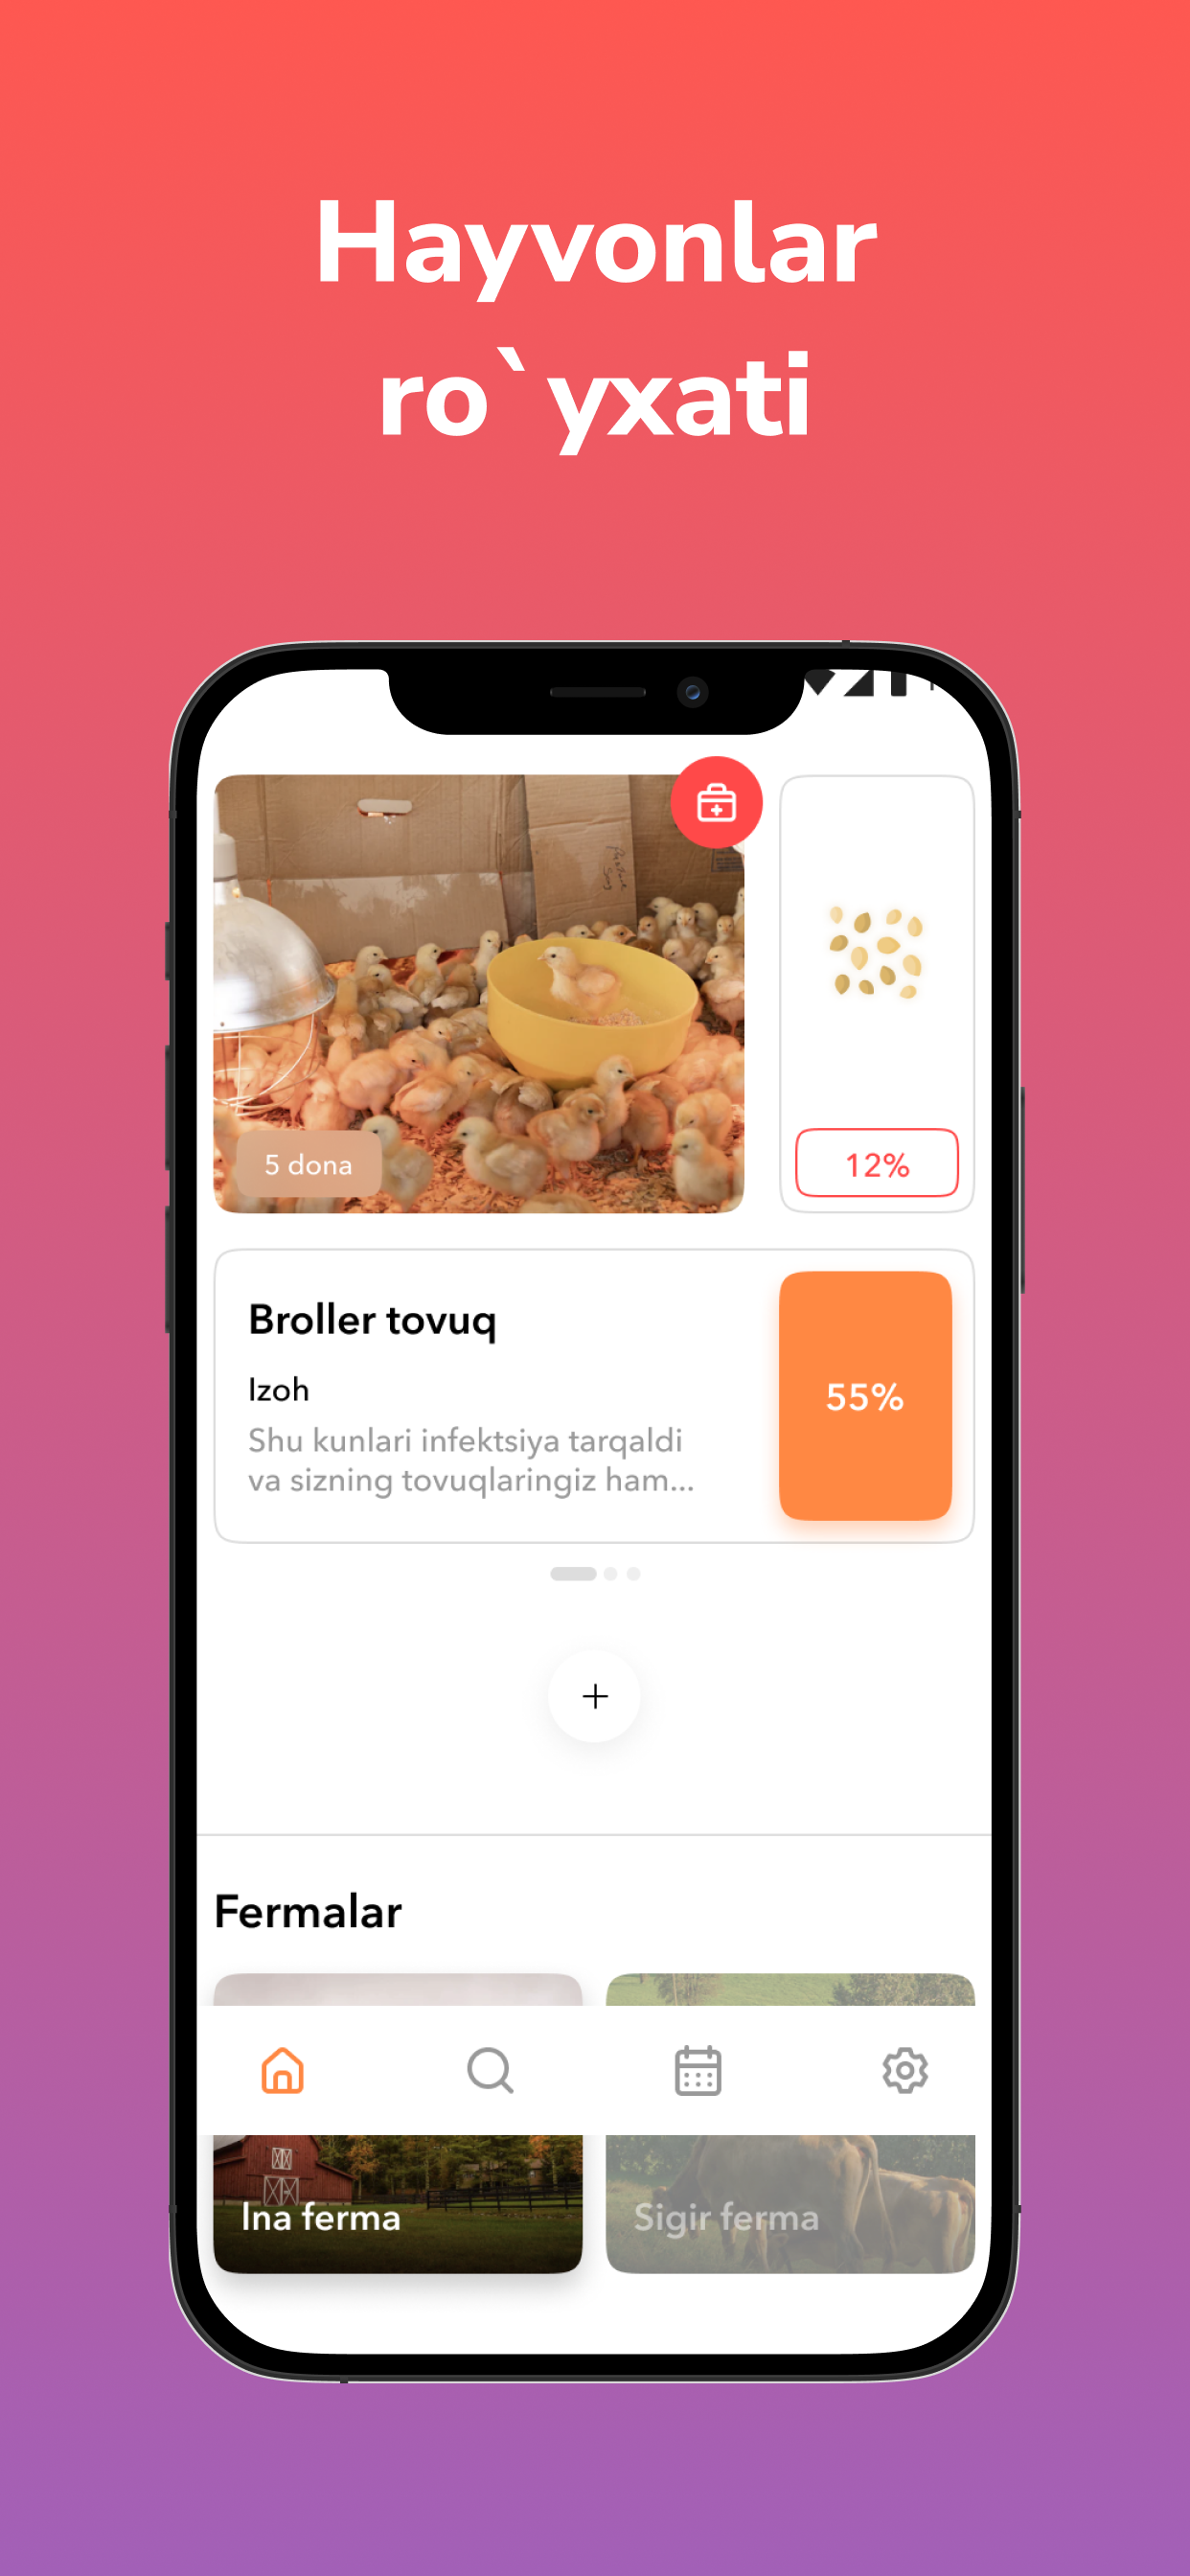 Hayvonlar
ro`yxati
5 dona
12%
Broller tovuq
Izoh
Shu kunlari infektsiya tarqaldi
va sizning tovuqlaringiz ham...
55%
Fermalar
Ina ferma
Sigir ferma